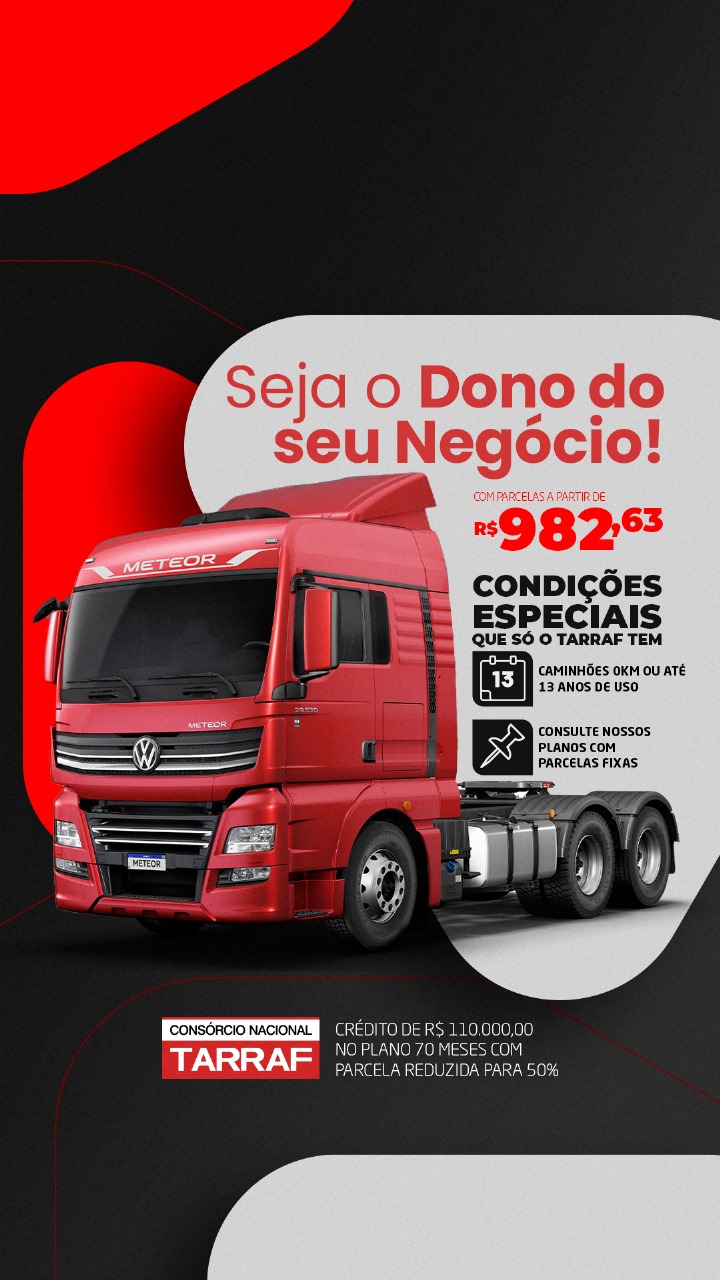 Seja o Dono do
seu Negócio!
COM PARCELAS A PARTIR DE
R$982,63
CONDIÇÕES
ESPECIAIS
QUE SÓ O TARRAF TEM
13
CAMINHÕES 0KM OU ATÉ
13 ANOS DE USO
CONSULTE NOSSOS
PLANOS COM
PARCELAS FIXAS
METEOR
29.530
METEOR
METEOR
CONSÓRCIO NACIONAL
TARRAF
CRÉDITO DE R$ 110.000,00
NO PLANO 70 MESES COM
PARCELA REDUZIDA PARA 50%